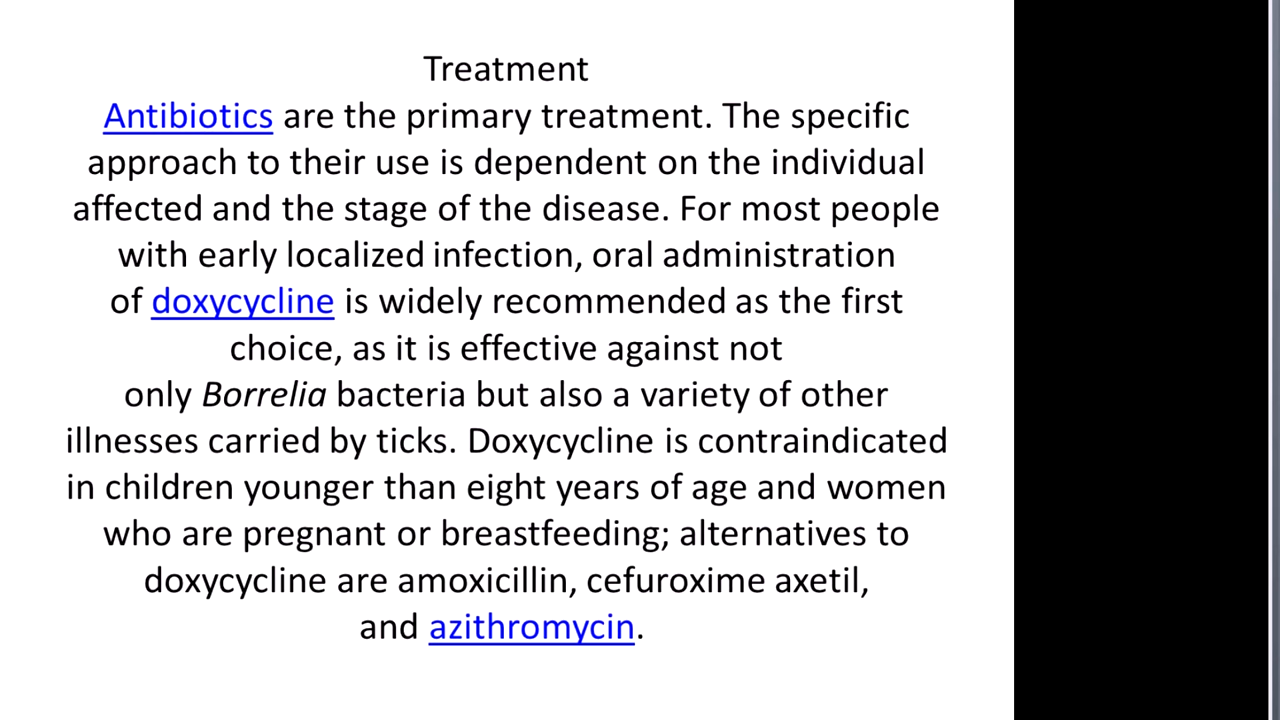 Treatment
Antibiotics are the primary treatment. The specific
approach to their use is dependent on the individual
affected and the stage of the disease. For most people
with early localized infection, oral administration
of doxycycline is widely recommended as the first
choice, as it is effective against not
only Borrelia bacteria but also a variety of other
illnesses carried by ticks. Doxycycline is contraindicated
in children younger than eight years of age and women
who are pregnant or breastfeeding; alternatives to
doxycycline are amoxicillin, cefuroxime axetil,
and azithromycin.